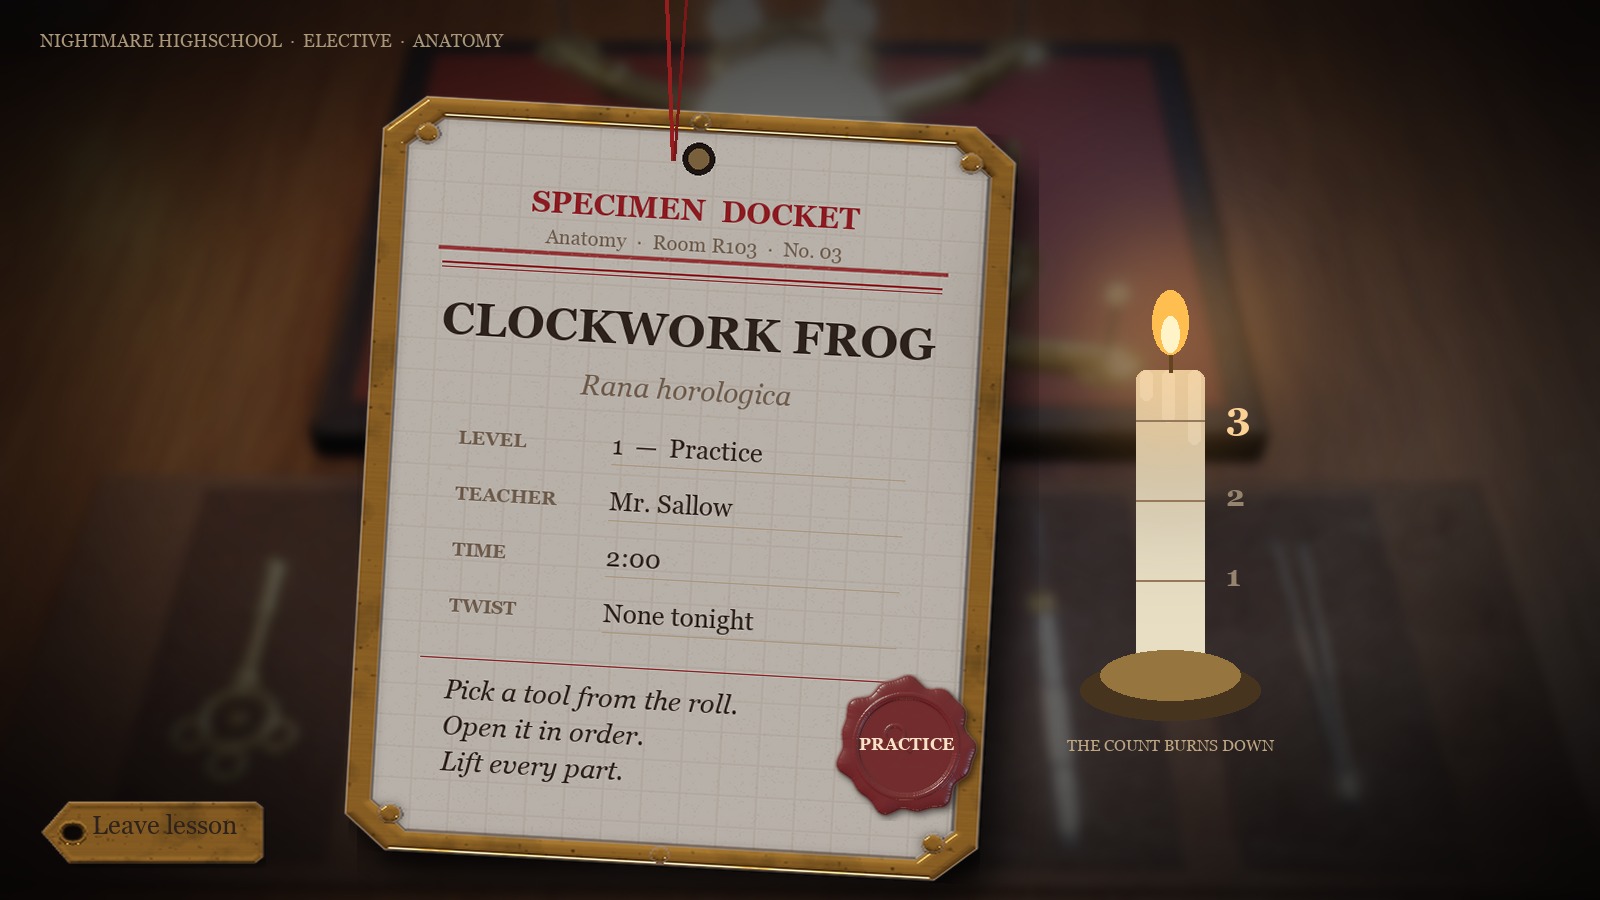 NIGHTMARE HIGHSCHOOL · ELECTIVE · ANATOMY
SPECIMEN DOCKET
Anatomy · Room R103 · No. 03
CLOCKWORK FROG
Rana horologica
LEVEL 1 — Practice
TEACHER Mr. Sallow
TIME 2:00
TWIST None tonight
Pick a tool from the roll.
Open it in order.
Lift every part.
PRACTICE
3
2
1
THE COUNT BURNS DOWN
Leave lesson